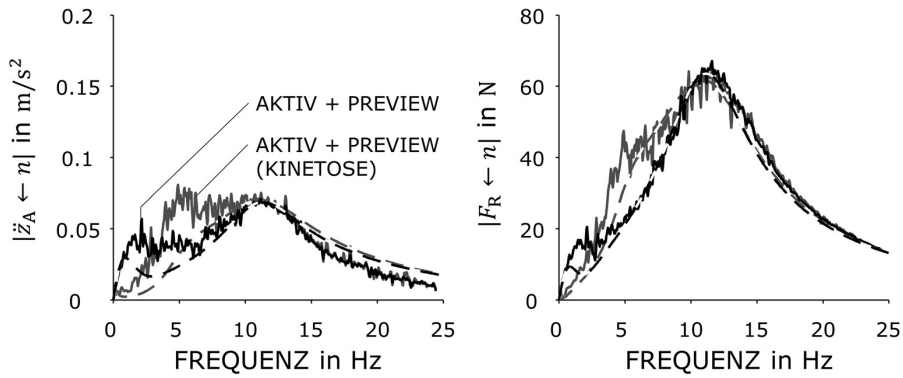 0.2
0.15
0.1
0.05
0
|z̈_A ← n| in m/s²
AKTIV + PREVIEW
AKTIV + PREVIEW
(KINETOSE)
0 5 10 15 20 25
FREQUENZ in Hz
80
60
40
20
0
|F_R ← n| in N
0 5 10 15 20 25
FREQUENZ in Hz